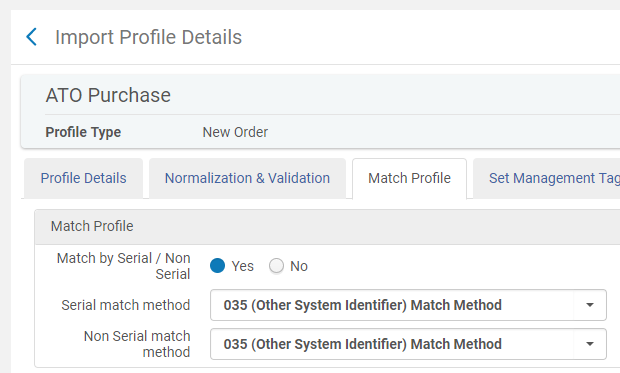 Import Profile Details
ATO Purchase
Profile Type New Order
Profile Details Normalization & Validation Match Profile Set Management Tag
Match Profile
Match by Serial / Non
Serial
Yes No
Serial match method 035 (Other System Identifier) Match Method
Non Serial match
method
035 (Other System Identifier) Match Method